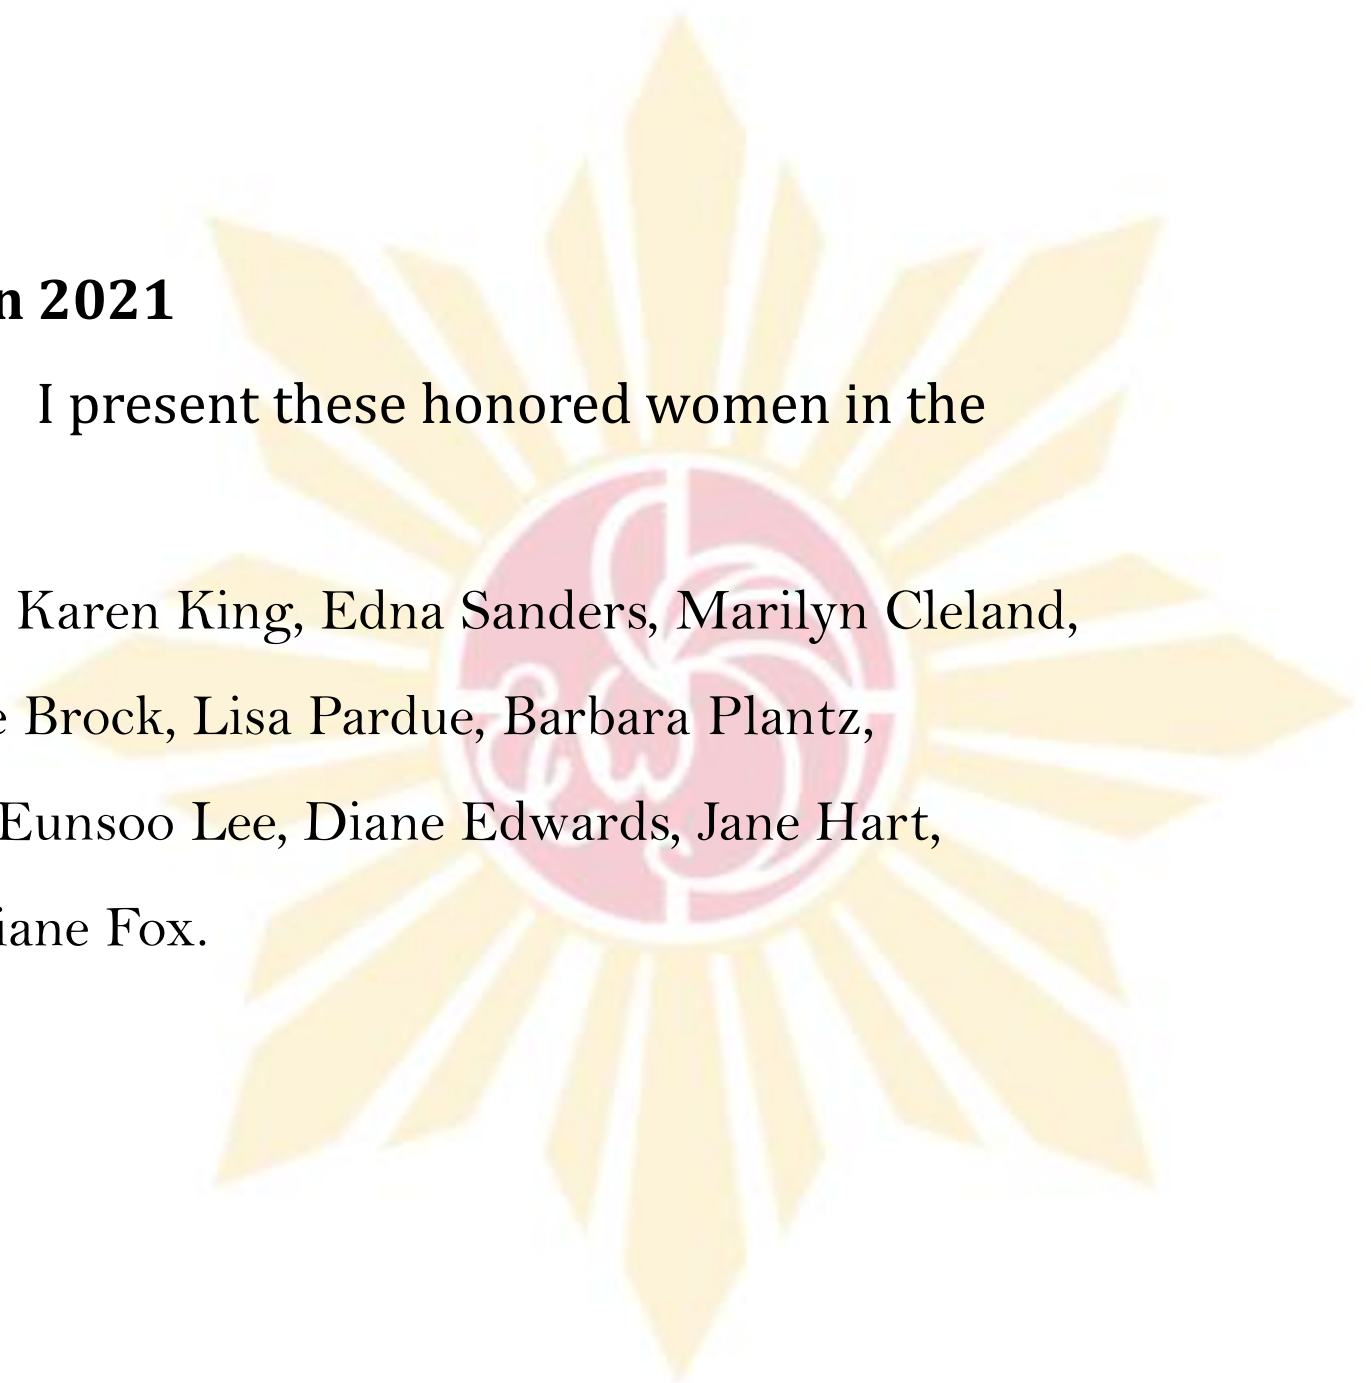 n 2021
I present these honored women in the
Karen King, Edna Sanders, Marilyn Cleland,
e Brock, Lisa Pardue, Barbara Plantz,
Eunsoo Lee, Diane Edwards, Jane Hart,
iane Fox.